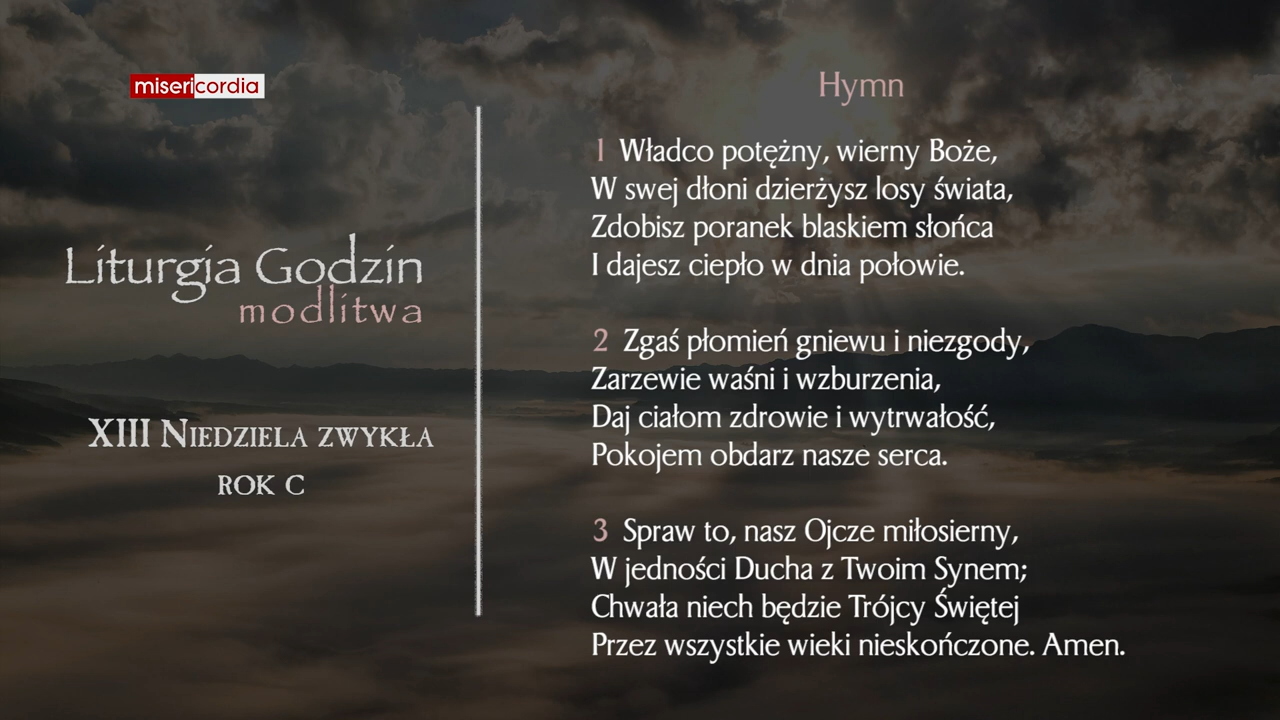 misericordia
Liturgia Godzin
modlitwa
XIII Niedziela zwykła
rok C
Hymn
1 Władco potężny, wierny Boże,
W swej dłoni dzierżysz losy świata,
Zdobisz poranek blaskiem słońca
I dajesz ciepło w dnia połowie.
2 Zgaś płomień gniewu i niezgody,
Zarzewie waśni i wzburzenia,
Daj ciałom zdrowie i wytrwałość,
Pokojem obdarz nasze serca.
3 Spraw to, nasz Ojcze miłosierny,
W jedności Ducha z Twoim Synem;
Chwała niech będzie Trójcy Świętej
Przez wszystkie wieki nieskończone. Amen.